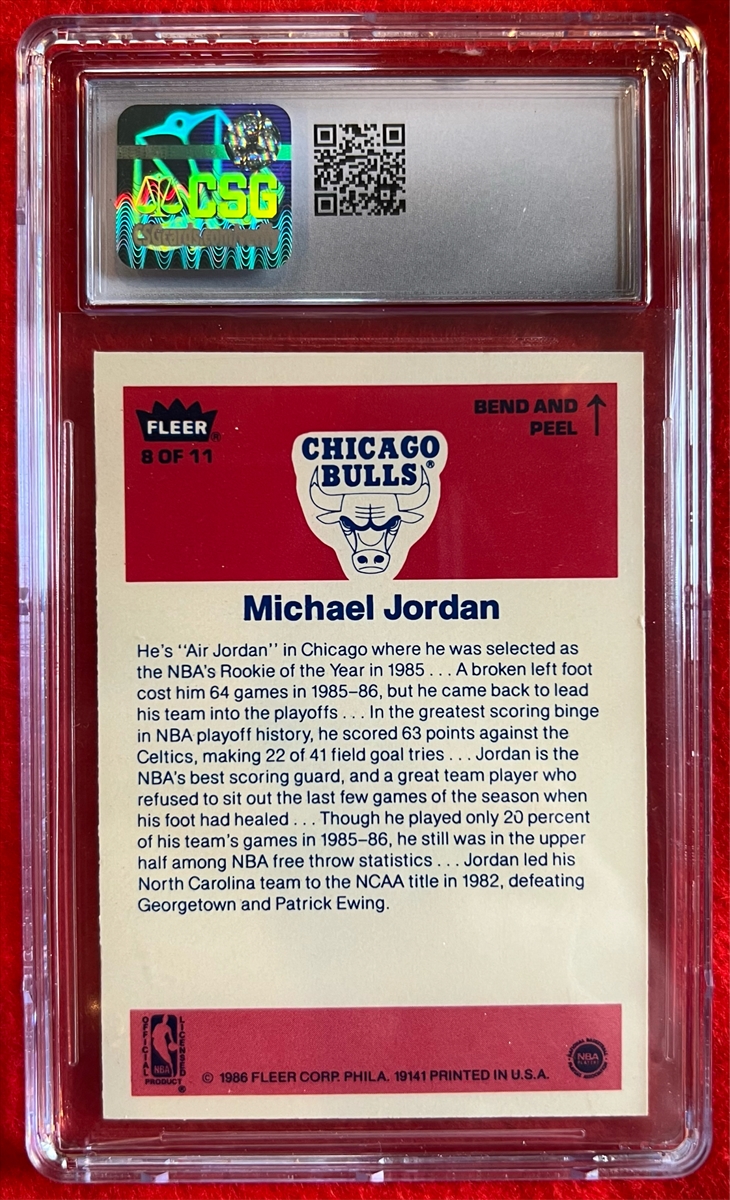 CSG
FLEER®
8 OF 11
BEND AND
PEEL
CHICAGO
BULLS®
Michael Jordan
He's ''Air Jordan'' in Chicago where he was selected as
the NBA's Rookie of the Year in 1985 . . . A broken left foot
cost him 64 games in 1985–86, but he came back to lead
his team into the playoffs . . . In the greatest scoring binge
in NBA playoff history, he scored 63 points against the
Celtics, making 22 of 41 field goal tries . . . Jordan is the
NBA's best scoring guard, and a great team player who
refused to sit out the last few games of the season when
his foot had healed . . . Though he played only 20 percent
of his team's games in 1985–86, he still was in the upper
half among NBA free throw statistics . . . Jordan led his
North Carolina team to the NCAA title in 1982, defeating
Georgetown and Patrick Ewing.
OFFICIAL LICENSED
NBA
PRODUCT ®
© 1986 FLEER CORP. PHILA. 19141 PRINTED IN U.S.A.
NBA
PLAYERS